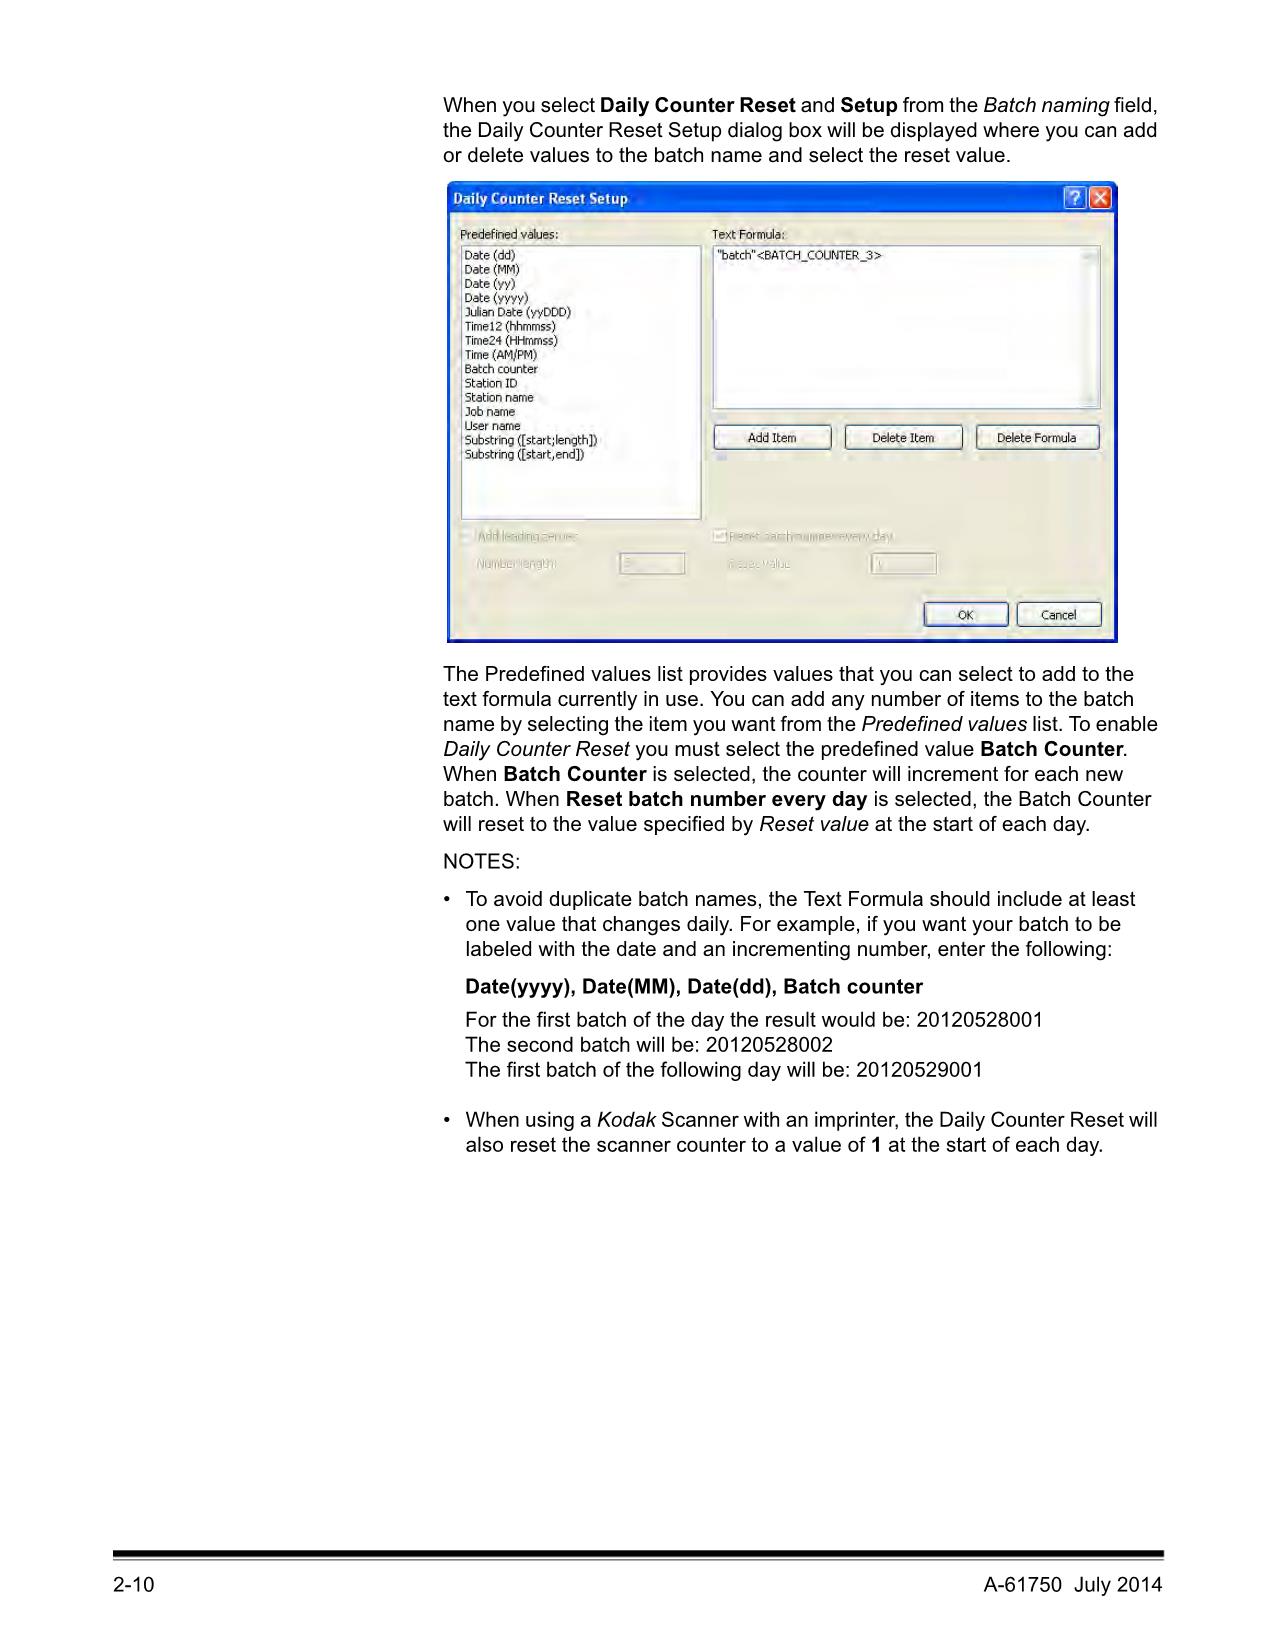 When you select Daily Counter Reset and Setup from the Batch naming field,
the Daily Counter Reset Setup dialog box will be displayed where you can add
or delete values to the batch name and select the reset value.
Daily Counter Reset Setup
Predefined values:
Date (dd)
Date (MM)
Date (yy)
Date (yyyy)
Julian Date (yyDDD)
Time12 (hhmmss)
Time24 (HHmmss)
Time (AM/PM)
Batch counter
Station ID
Station name
Job name
User name
Substring ([start;length])
Substring ([start,end])
Text Formula:
"batch"<BATCH_COUNTER_3>
Add Item Delete Item Delete Formula
Add leading zeroes
Reset batch number every day
Number length:
Reset value
OK Cancel
The Predefined values list provides values that you can select to add to the
text formula currently in use. You can add any number of items to the batch
name by selecting the item you want from the Predefined values list. To enable
Daily Counter Reset you must select the predefined value Batch Counter.
When Batch Counter is selected, the counter will increment for each new
batch. When Reset batch number every day is selected, the Batch Counter
will reset to the value specified by Reset value at the start of each day.
NOTES:
• To avoid duplicate batch names, the Text Formula should include at least
one value that changes daily. For example, if you want your batch to be
labeled with the date and an incrementing number, enter the following:
Date(yyyy), Date(MM), Date(dd), Batch counter
For the first batch of the day the result would be: 20120528001
The second batch will be: 20120528002
The first batch of the following day will be: 20120529001
• When using a Kodak Scanner with an imprinter, the Daily Counter Reset will
also reset the scanner counter to a value of 1 at the start of each day.
2-10 A-61750 July 2014